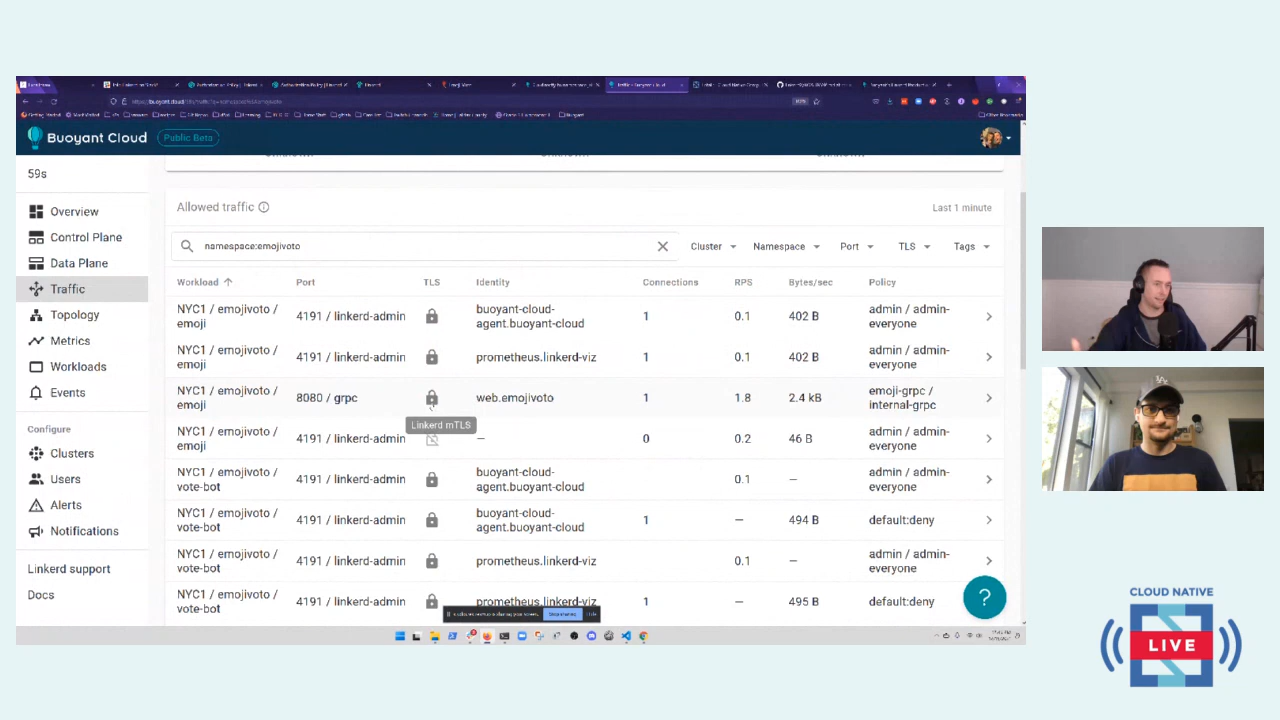 Buoyant Cloud Public Beta
59s
Overview
Control Plane
Data Plane
Traffic
Topology
Metrics
Workloads
Events
Configure
Clusters
Users
Alerts
Notifications
Linkerd support
Docs
Allowed traffic
Last 1 minute
namespace:emojivoto
Cluster Namespace Port TLS Tags
Workload Port TLS Identity Connections RPS Bytes/sec Policy
NYC1 / emojivoto / emoji 4191 / linkerd-admin buoyant-cloud-agent.buoyant-cloud 1 0.1 402 B admin / admin-everyone
NYC1 / emojivoto / emoji 4191 / linkerd-admin prometheus.linkerd-viz 1 0.1 402 B admin / admin-everyone
NYC1 / emojivoto / emoji 8080 / grpc web.emojivoto 1 1.8 2.4 kB emoji-grpc / internal-grpc
Linkerd mTLS
NYC1 / emojivoto / emoji 4191 / linkerd-admin — 0 0.2 46 B admin / admin-everyone
NYC1 / emojivoto / vote-bot 4191 / linkerd-admin buoyant-cloud-agent.buoyant-cloud 0.1 — admin / admin-everyone
NYC1 / emojivoto / vote-bot 4191 / linkerd-admin buoyant-cloud-agent.buoyant-cloud 1 — 494 B default:deny
NYC1 / emojivoto / vote-bot 4191 / linkerd-admin prometheus.linkerd-viz 0.1 — admin / admin-everyone
NYC1 / emojivoto / vote-bot 4191 / linkerd-admin prometheus.linkerd-viz 1 — 495 B default:deny
?
LA
CLOUD NATIVE
LIVE